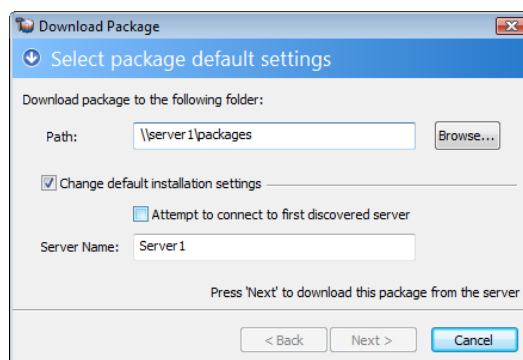 Download Package
Select package default settings
Download package to the following folder:
Path: \\server1\packages Browse...
Change default installation settings
Attempt to connect to first discovered server
Server Name: Server1
Press 'Next' to download this package from the server
< Back Next > Cancel